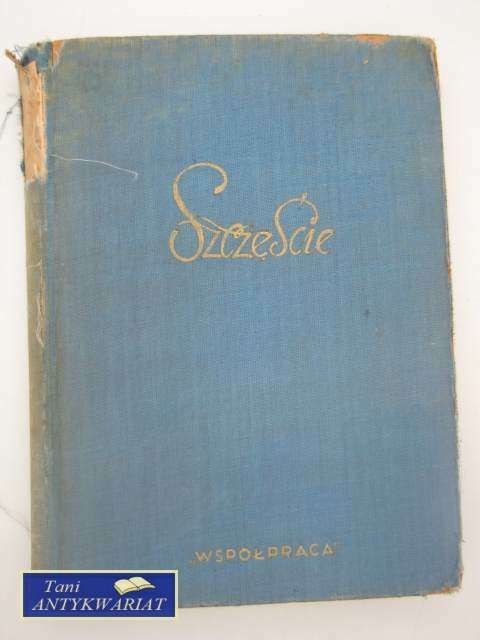 Szczęście
„WSPÓŁPRACA”
Tani
ANTYKWARIAT